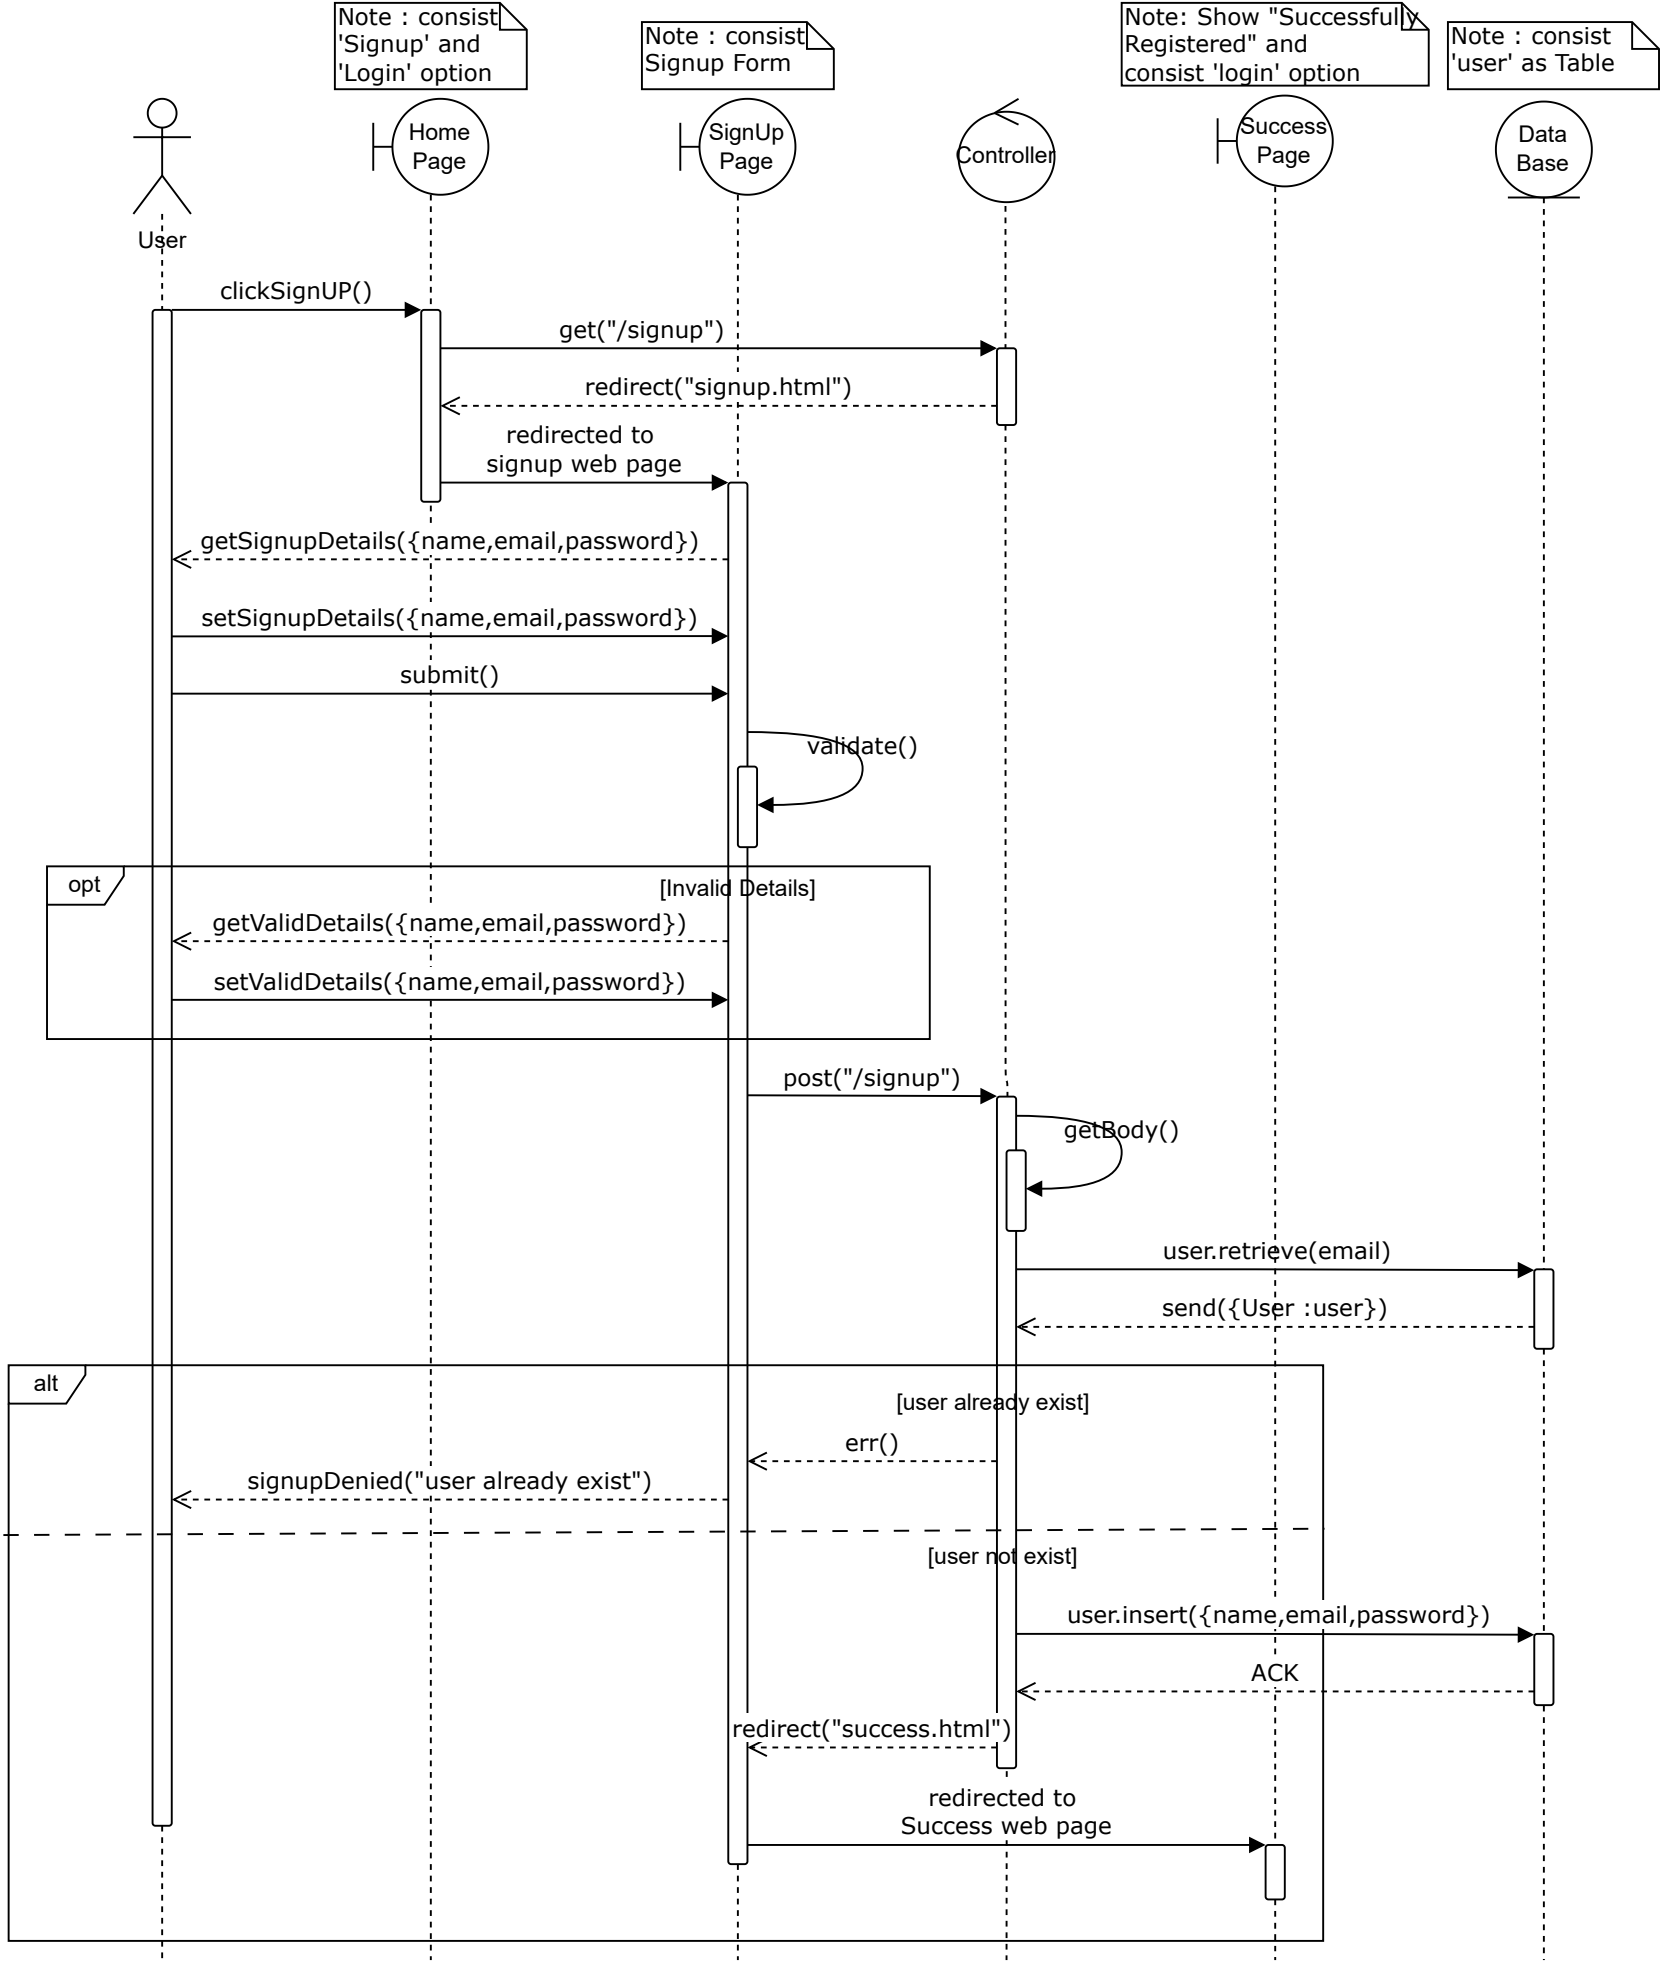 Note : consist
'Signup' and
'Login' option
Note : consist
Signup Form
Note: Show "Successfully
Registered" and
consist 'login' option
Note : consist
'user' as Table
Home
Page
SignUp
Page
Controller
Success
Page
Data
Base
User
clickSignUP()
get("/signup")
redirect("signup.html")
redirected to
signup web page
getSignupDetails({name,email,password})
setSignupDetails({name,email,password})
submit()
validate()
opt
[Invalid Details]
getValidDetails({name,email,password})
setValidDetails({name,email,password})
post("/signup")
getBody()
user.retrieve(email)
send({User :user})
alt
[user already exist]
err()
signupDenied("user already exist")
[user not exist]
user.insert({name,email,password})
ACK
redirect("success.html")
redirected to
Success web page